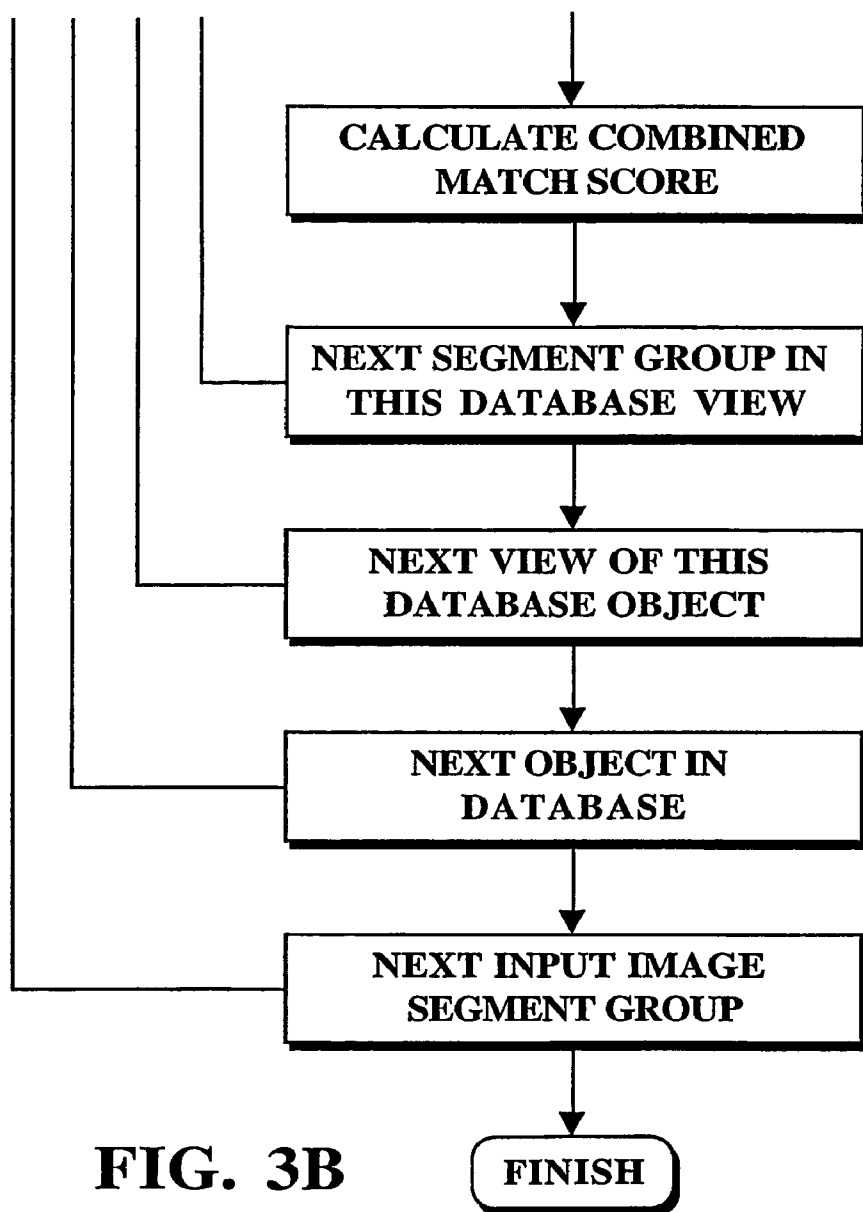 CALCULATE COMBINED
MATCH SCORE
NEXT SEGMENT GROUP IN
THIS DATABASE VIEW
NEXT VIEW OF THIS
DATABASE OBJECT
NEXT OBJECT IN
DATABASE
NEXT INPUT IMAGE
SEGMENT GROUP
FINISH
FIG. 3B